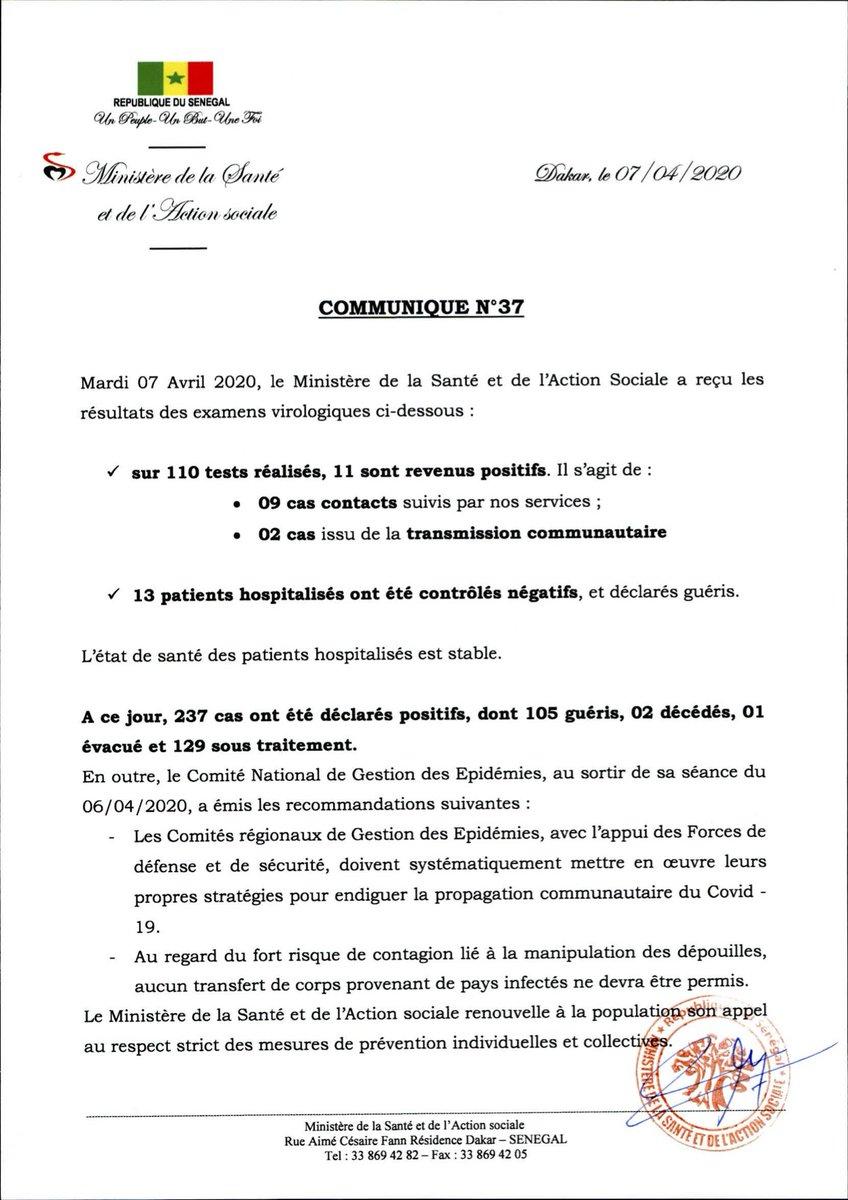 REPUBLIQUE DU SENEGAL
Un Peuple - Un But - Une Foi
Ministère de la Santé
et de l'Action sociale
Dakar, le 07/04/2020
COMMUNIQUE N°37
Mardi 07 Avril 2020, le Ministère de la Santé et de l'Action Sociale a reçu les
résultats des examens virologiques ci-dessous :
✓ sur 110 tests réalisés, 11 sont revenus positifs. Il s'agit de :
• 09 cas contacts suivis par nos services ;
• 02 cas issu de la transmission communautaire
✓ 13 patients hospitalisés ont été contrôlés négatifs, et déclarés guéris.
L'état de santé des patients hospitalisés est stable.
A ce jour, 237 cas ont été déclarés positifs, dont 105 guéris, 02 décédés, 01
évacué et 129 sous traitement.
En outre, le Comité National de Gestion des Epidémies, au sortir de sa séance du
06/04/2020, a émis les recommandations suivantes :
- Les Comités régionaux de Gestion des Epidémies, avec l'appui des Forces de
défense et de sécurité, doivent systématiquement mettre en œuvre leurs
propres stratégies pour endiguer la propagation communautaire du Covid -
19.
- Au regard du fort risque de contagion lié à la manipulation des dépouilles,
aucun transfert de corps provenant de pays infectés ne devra être permis.
Le Ministère de la Santé et de l'Action sociale renouvelle à la population son appel
au respect strict des mesures de prévention individuelles et collectives.
République du Sénégal
MINISTERE DE LA SANTÉ ET DE L'ACTION SOCIALE
Ministère de la Santé et de l'Action sociale
Rue Aimé Césaire Fann Résidence Dakar – SENEGAL
Tel : 33 869 42 82 – Fax : 33 869 42 05